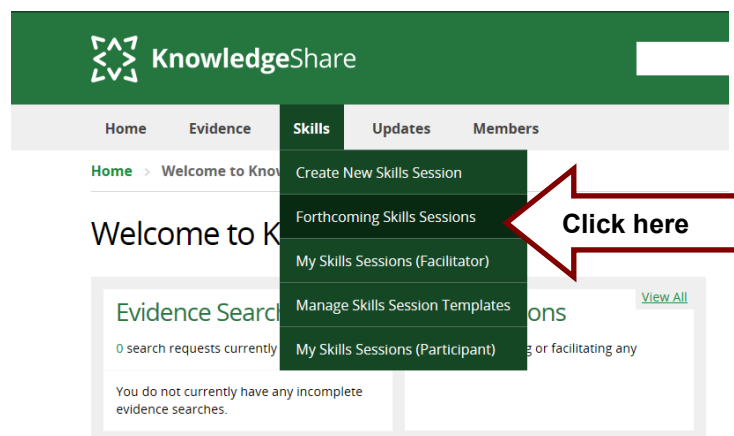 KnowledgeShare
Home Evidence Skills Updates Members
Home > Welcome to Know
Create New Skills Session
Forthcoming Skills Sessions
Click here
Welcome to K
My Skills Sessions (Facilitator)
Manage Skills Session Templates
My Skills Sessions (Participant)
View All
Evidence Search
ons
0 search requests currently
g or facilitating any
You do not currently have any incomplete
evidence searches.